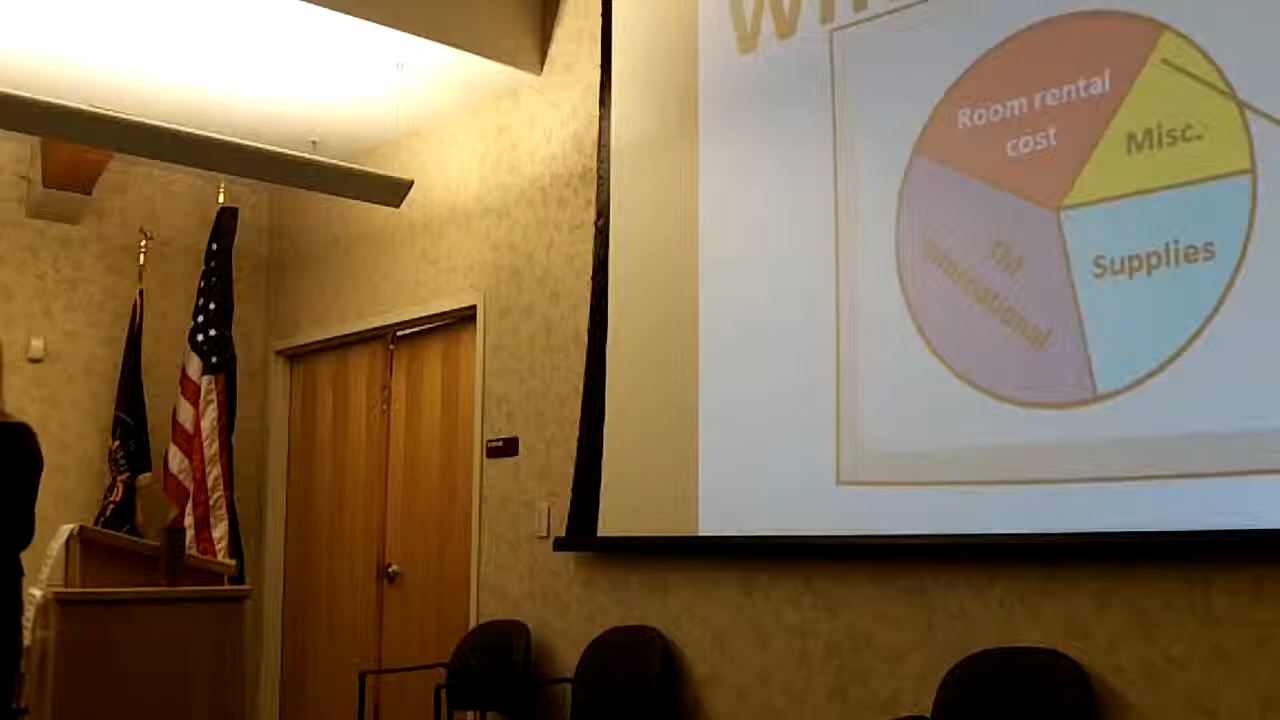 Room rental
cost
Misc.
Supplies
TM
International